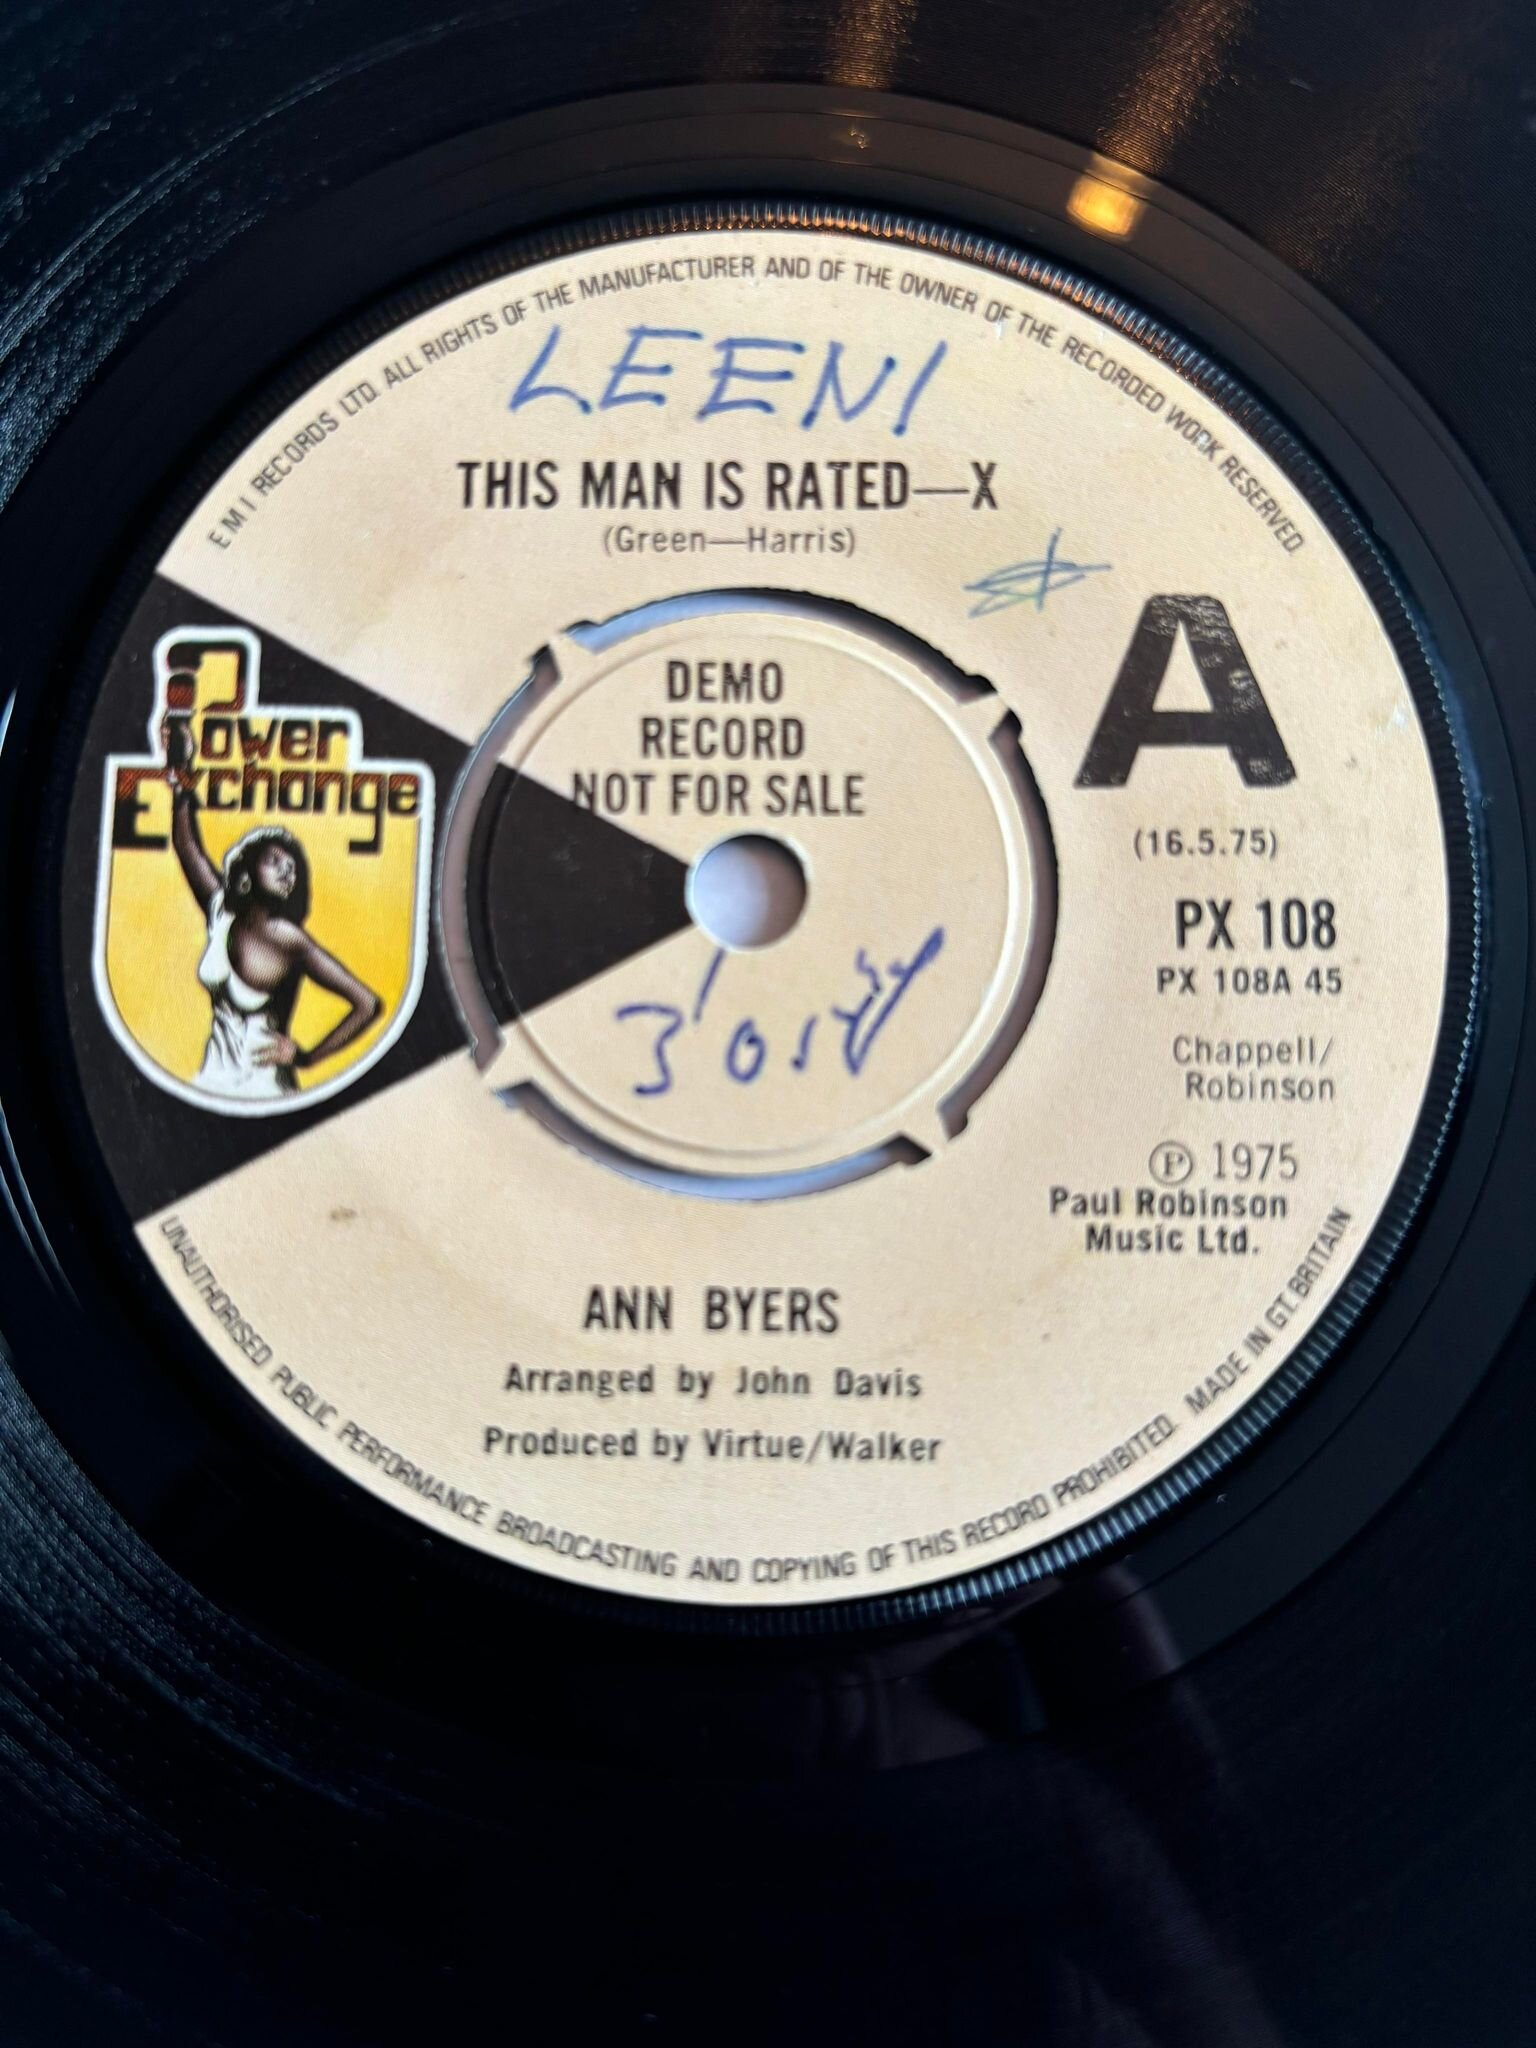 E M I RECORDS LTD. ALL RIGHTS OF THE MANUFACTURER AND OF THE OWNER OF THE RECORDED WORK RESERVED.
LEENI
THIS MAN IS RATED—X
(Green—Harris)
Power
Exchange
DEMO
RECORD
NOT FOR SALE
A
(16.5.75)
PX 108
PX 108A 45
Chappell/
Robinson
Ⓟ 1975
Paul Robinson
Music Ltd.
ANN BYERS
Arranged by John Davis
Produced by Virtue/Walker
UNAUTHORISED PUBLIC PERFORMANCE BROADCASTING AND COPYING OF THIS RECORD PROHIBITED. MADE IN GT. BRITAIN